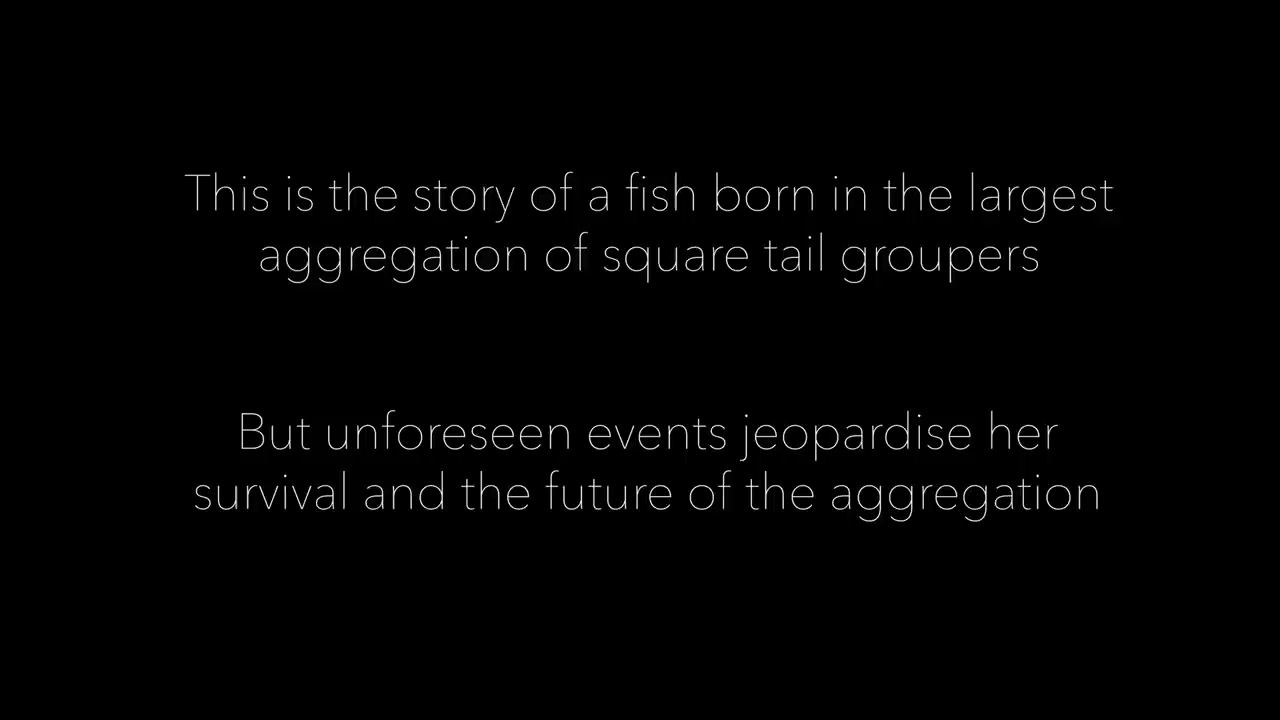 This is the story of a fish born in the largest
aggregation of square tail groupers
But unforeseen events jeopardise her
survival and the future of the aggregation